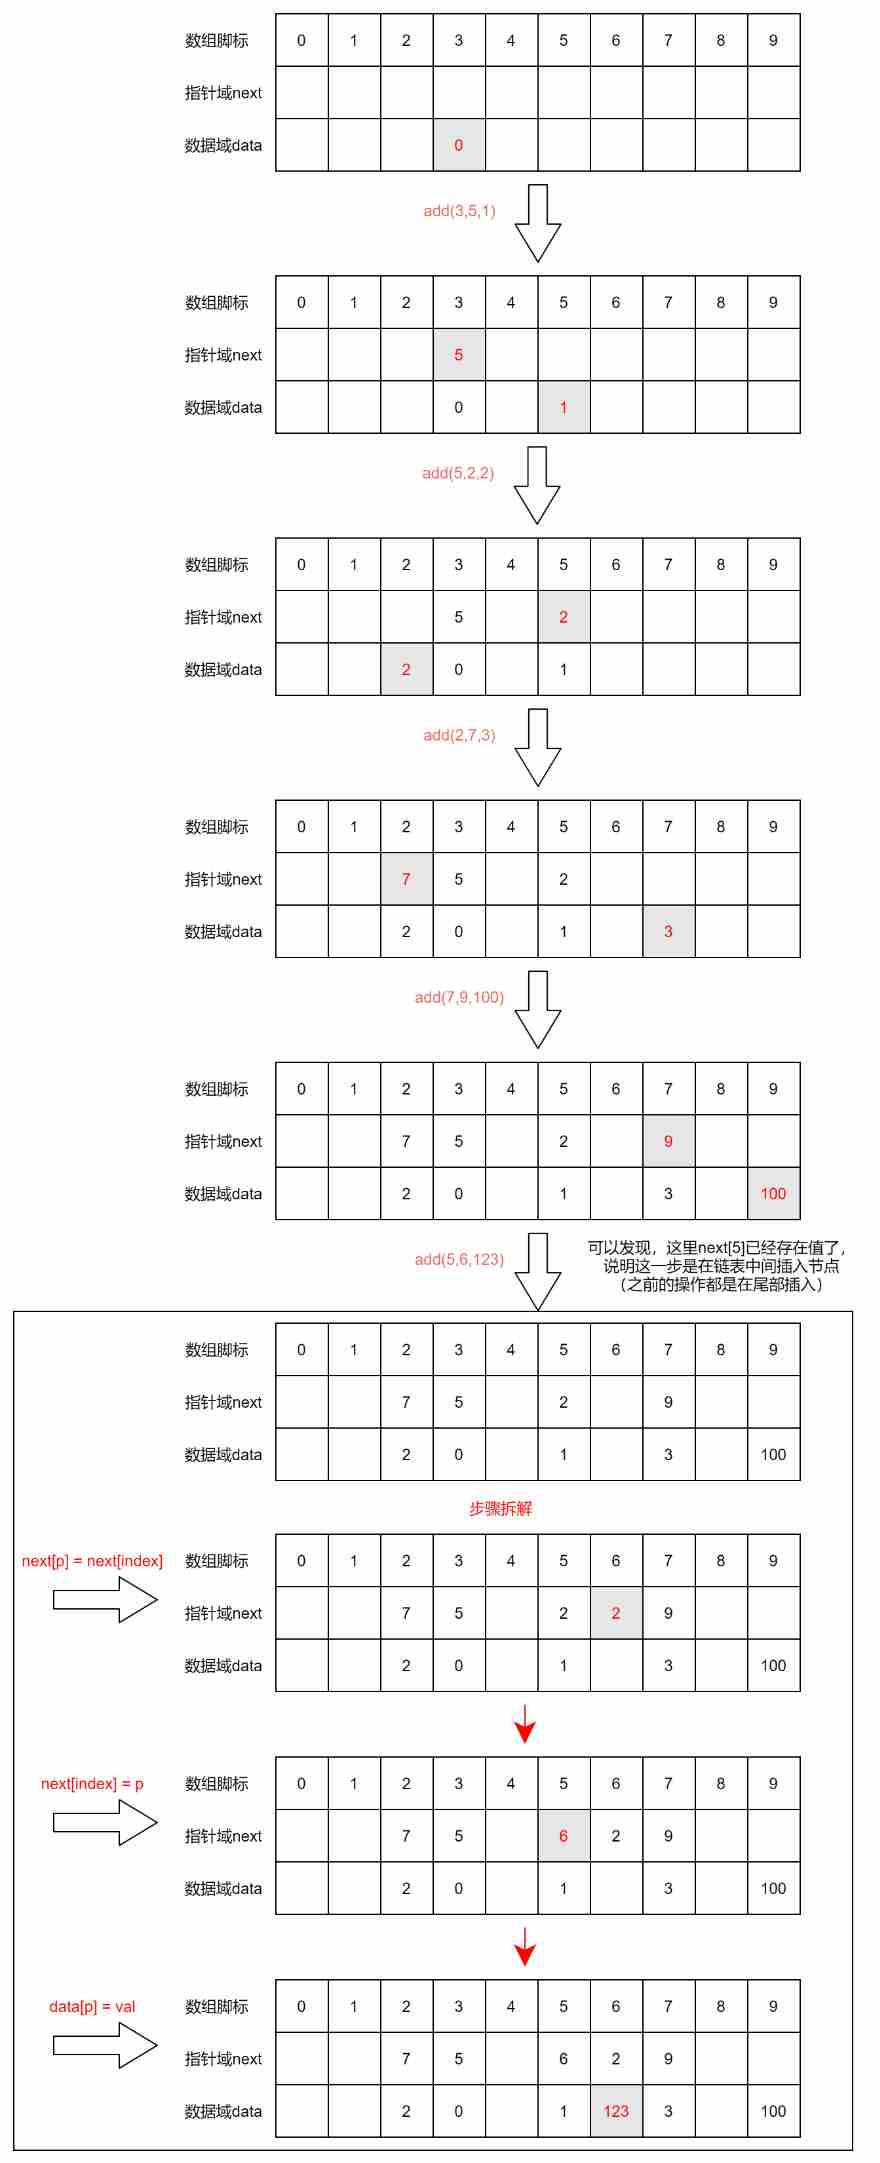 数组脚标 0 1 2 3 4 5 6 7 8 9
指针域next
数据域data 0
add(3,5,1)
数组脚标 0 1 2 3 4 5 6 7 8 9
指针域next 5
数据域data 0 1
add(5,2,2)
数组脚标 0 1 2 3 4 5 6 7 8 9
指针域next 5 2
数据域data 2 0 1
add(2,7,3)
数组脚标 0 1 2 3 4 5 6 7 8 9
指针域next 7 5 2
数据域data 2 0 1 3
add(7,9,100)
数组脚标 0 1 2 3 4 5 6 7 8 9
指针域next 7 5 2 9
数据域data 2 0 1 3 100
add(5,6,123)
可以发现，这里next[5]已经存在值了，
说明这一步是在链表中间插入节点
（之前的操作都是在尾部插入）
数组脚标 0 1 2 3 4 5 6 7 8 9
指针域next 7 5 2 9
数据域data 2 0 1 3 100
步骤拆解
next[p] = next[index]
数组脚标 0 1 2 3 4 5 6 7 8 9
指针域next 7 5 2 2 9
数据域data 2 0 1 3 100
next[index] = p
数组脚标 0 1 2 3 4 5 6 7 8 9
指针域next 7 5 6 2 9
数据域data 2 0 1 3 100
data[p] = val
数组脚标 0 1 2 3 4 5 6 7 8 9
指针域next 7 5 6 2 9
数据域data 2 0 1 123 3 100